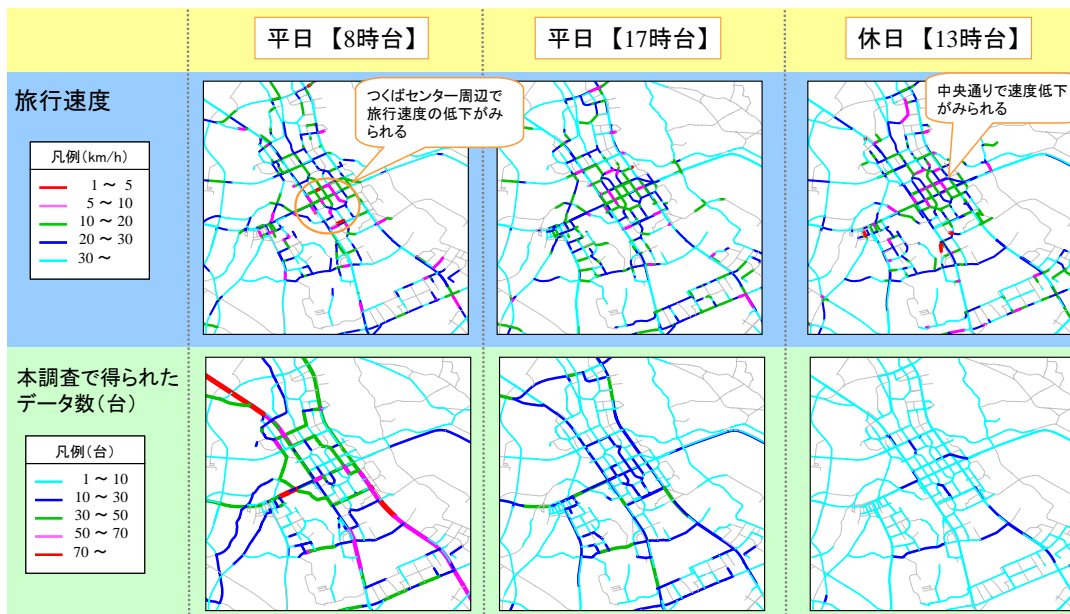 平日 【8時台】
平日 【17時台】
休日 【13時台】
旅行速度
凡例(km/h)
1 ～ 5
5 ～ 10
10 ～ 20
20 ～ 30
30 ～
つくばセンター周辺で
旅行速度の低下がみ
られる
中央通りで速度低下
がみられる
本調査で得られた
データ数(台)
凡例(台)
1 ～ 10
10 ～ 30
30 ～ 50
50 ～ 70
70 ～